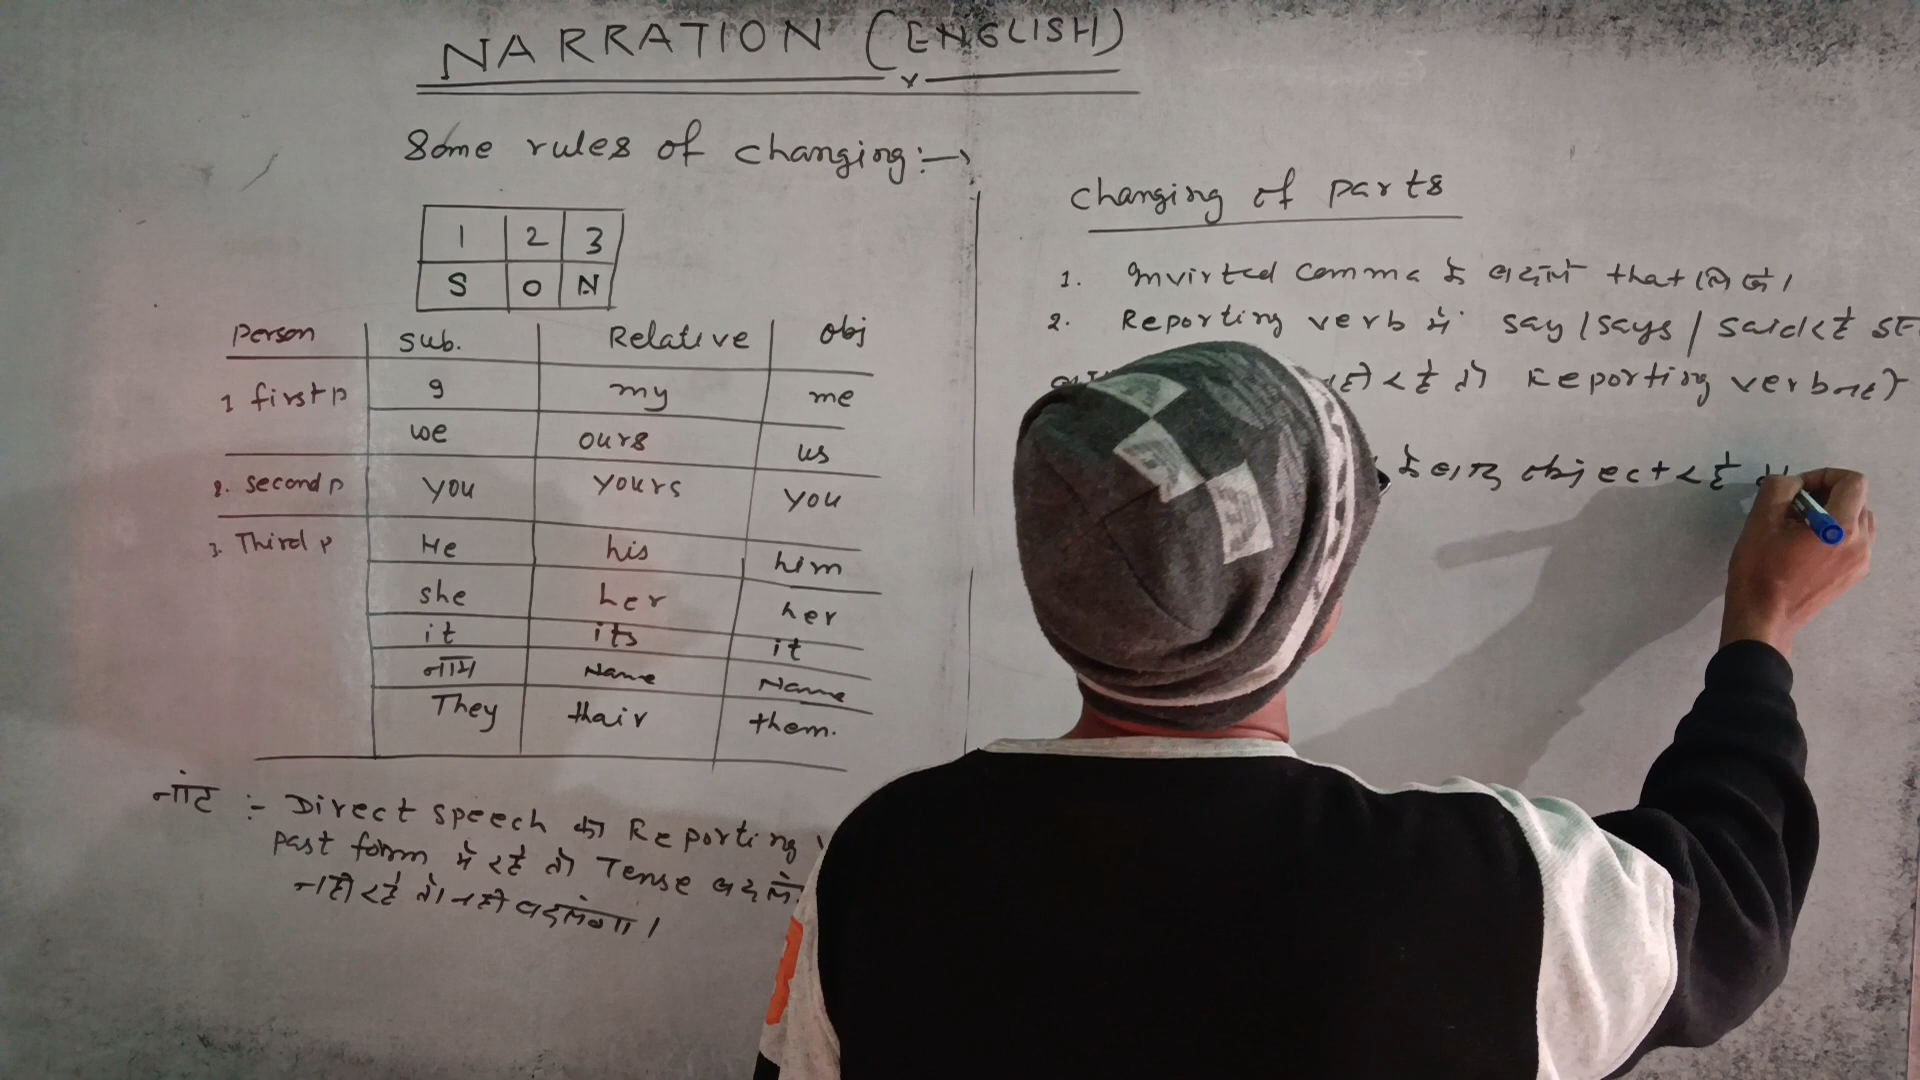 NARRATION (ENGLISH)
Some rules of changing :→
1 2 3
S O N
Person Sub. Relative obj
1 first p I my me
we ours us
2. second p you yours you
3. Third p He his him
she her her
it its it
नाम Name Name
They thair them.
नोट :- Direct speech का Reporting
past form में रहे तो Tense
नहीं रहे तो नहीं बदलेगा।
changing of parts
1. Invirted comma के बदले that
2. Reporting verb में say / says / said रहे
रहे तो Reporting verb
के बाद object रहे